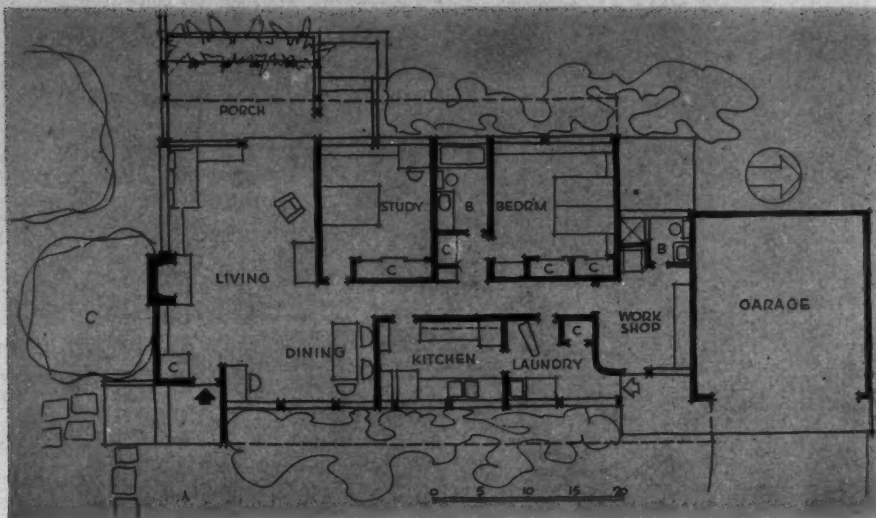 PORCH
STUDY
B
BEDR'M
C
C
C
C
B
LIVING
C
GARAGE
WORK
SHOP
C
DINING
KITCHEN
LAUNDRY
C
0 5 10 15 20